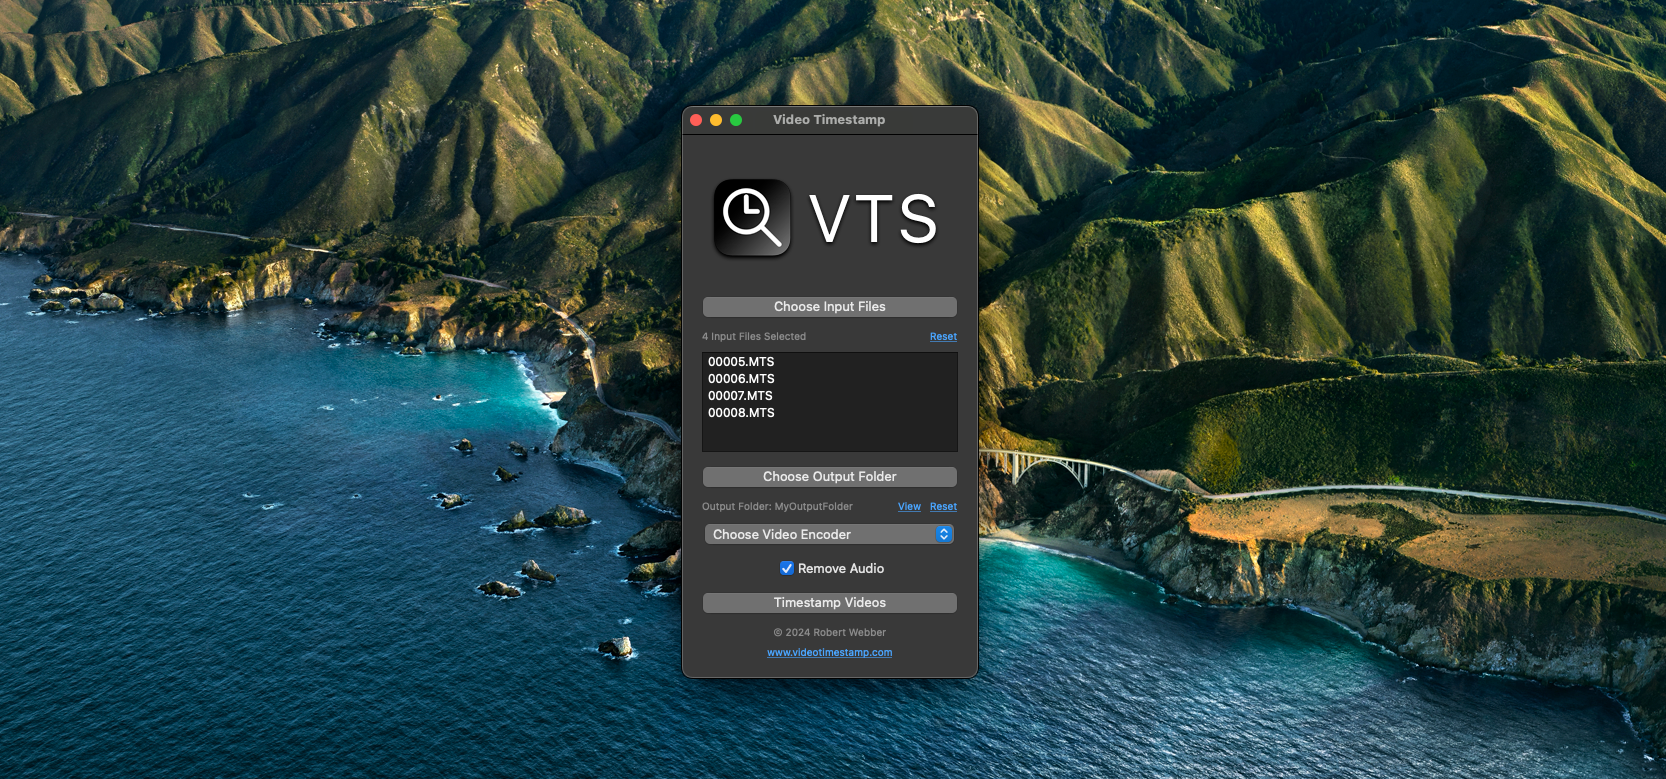 Video Timestamp
VTS
Choose Input Files
4 Input Files Selected Reset
00005.MTS
00006.MTS
00007.MTS
00008.MTS
Choose Output Folder
Output Folder: MyOutputFolder View Reset
Choose Video Encoder
Remove Audio
Timestamp Videos
© 2024 Robert Webber
www.videotimestamp.com